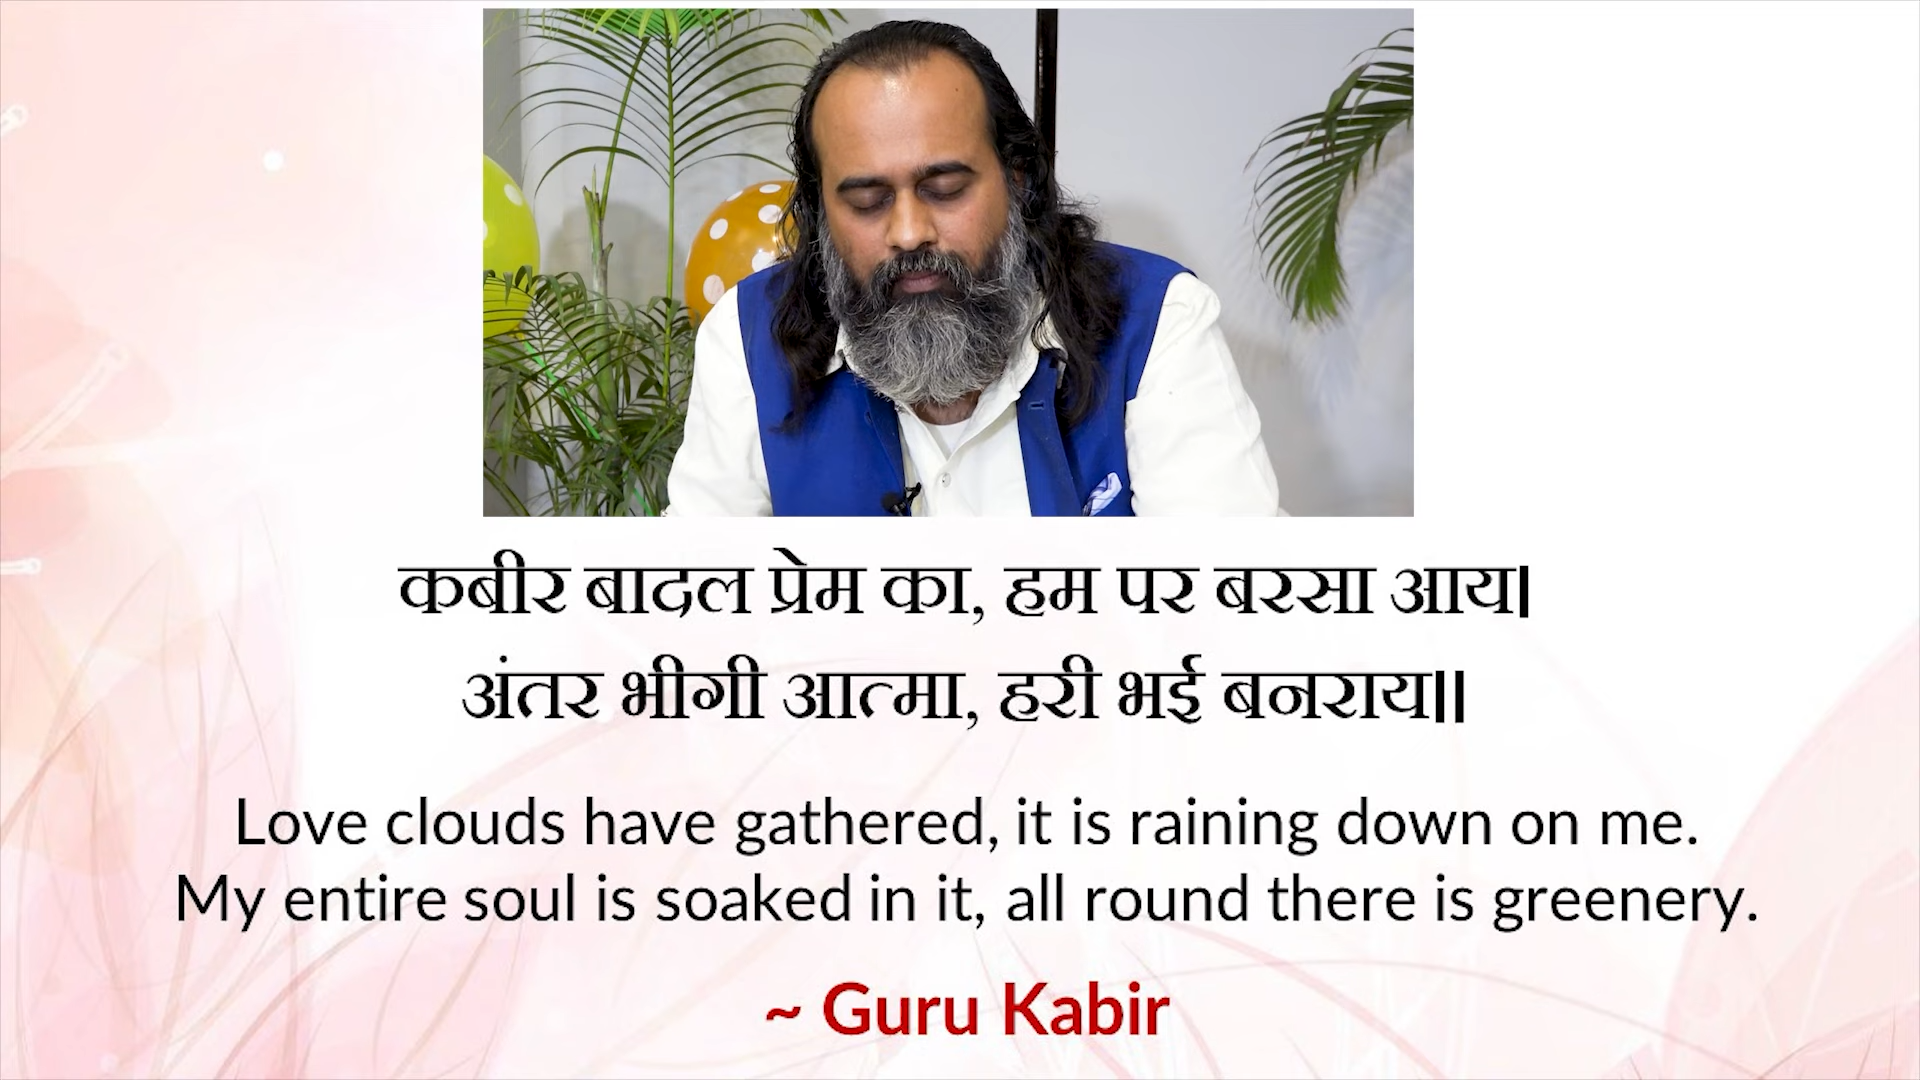 कबीर बादल प्रेम का, हम पर बरसा आय।
अंतर भीगी आत्मा, हरी भई बनराय॥
Love clouds have gathered, it is raining down on me.
My entire soul is soaked in it, all round there is greenery.
~ Guru Kabir